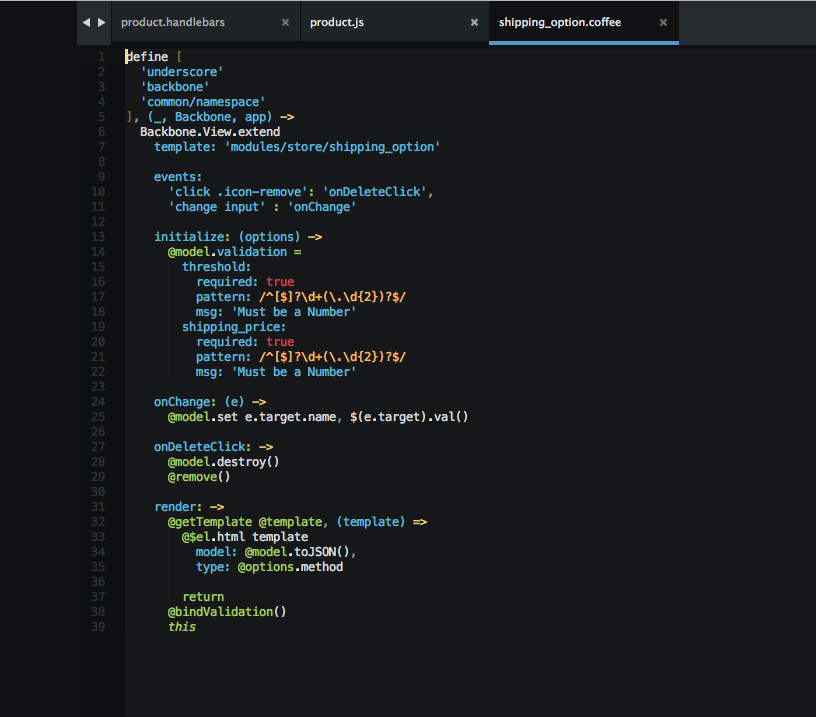 product.handlebars × product.js × shipping_option.coffee ×
1 define [
2   'underscore'
3   'backbone'
4   'common/namespace'
5 ], (_, Backbone, app) ->
6   Backbone.View.extend
7     template: 'modules/store/shipping_option'
8
9     events:
10       'click .icon-remove': 'onDeleteClick',
11       'change input' : 'onChange'
12
13     initialize: (options) ->
14       @model.validation =
15         threshold:
16           required: true
17           pattern: /^[$]?\d+(\.\d{2})?$/
18           msg: 'Must be a Number'
19         shipping_price:
20           required: true
21           pattern: /^[$]?\d+(\.\d{2})?$/
22           msg: 'Must be a Number'
23
24     onChange: (e) ->
25       @model.set e.target.name, $(e.target).val()
26
27     onDeleteClick: ->
28       @model.destroy()
29       @remove()
30
31     render: ->
32       @getTemplate @template, (template) =>
33         @$el.html template
34           model: @model.toJSON(),
35           type: @options.method
36
37         return
38       @bindValidation()
39       this